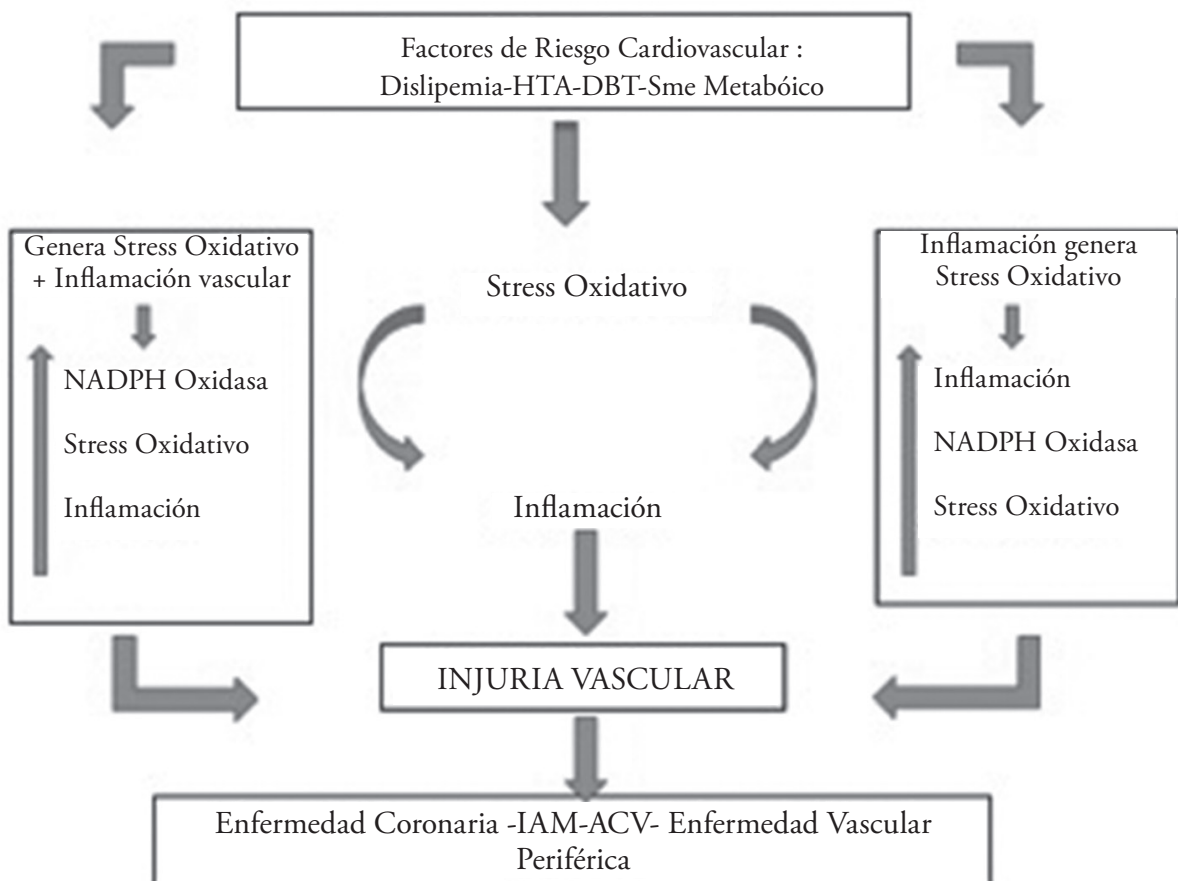 Factores de Riesgo Cardiovascular :
Dislipemia-HTA-DBT-Sme Metabóico
Genera Stress Oxidativo
+ Inflamación vascular
NADPH Oxidasa
Stress Oxidativo
Inflamación
Stress Oxidativo
Inflamación
Inflamación genera
Stress Oxidativo
Inflamación
NADPH Oxidasa
Stress Oxidativo
INJURIA VASCULAR
Enfermedad Coronaria -IAM-ACV- Enfermedad Vascular
Periférica